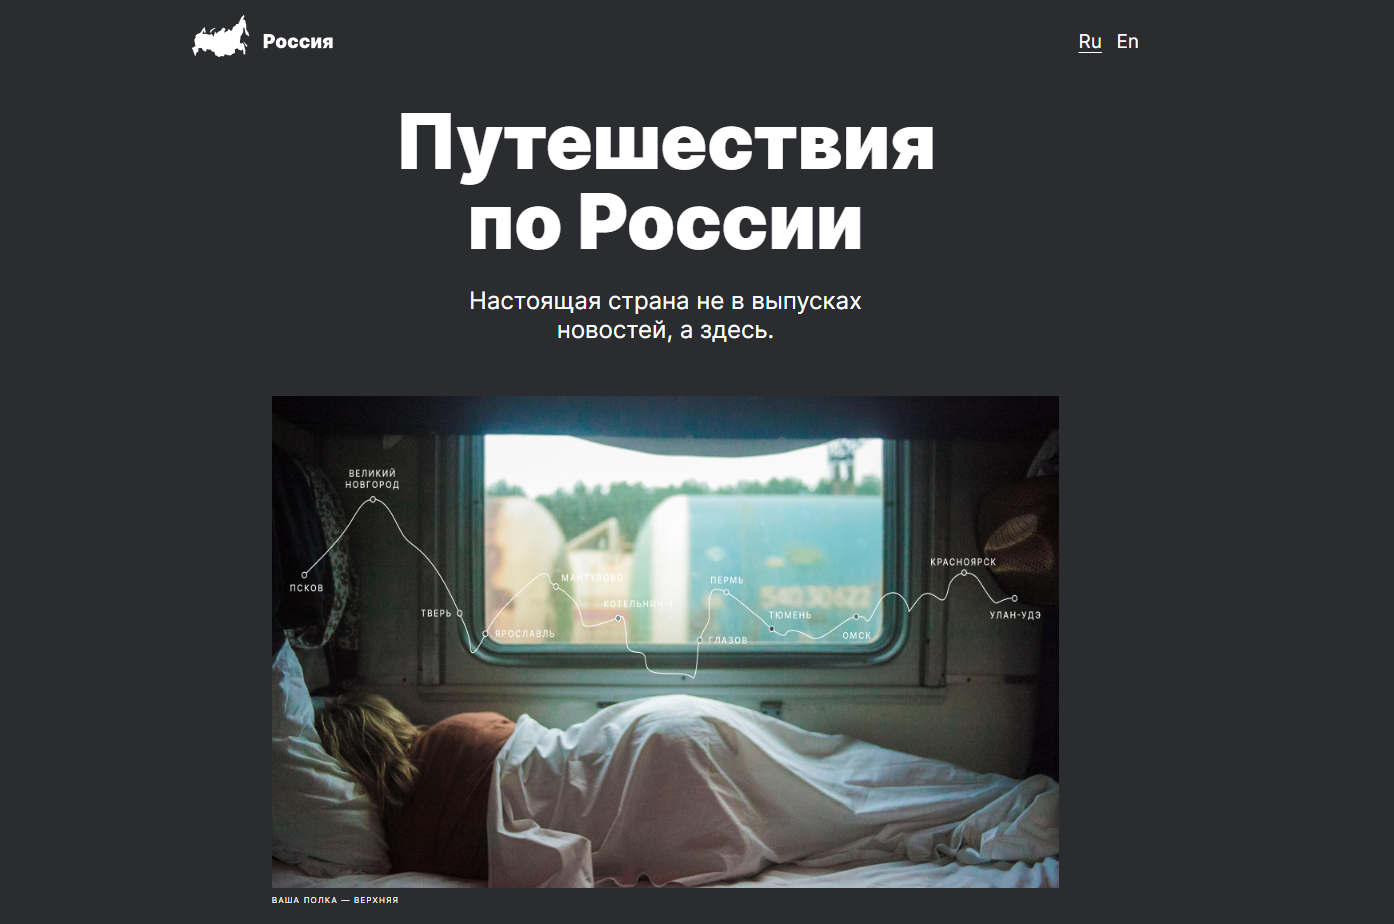 Россия
Ru En
Путешествия
по России
Настоящая страна не в выпусках
новостей, а здесь.
ВЕЛИКИЙ
НОВГОРОД
ПСКОВ
ТВЕРЬ
ЯРОСЛАВЛЬ
МАНТУРОВО
КОТЕЛЬНИЧ-1
ГЛАЗОВ
ПЕРМЬ
ТЮМЕНЬ
ОМСК
КРАСНОЯРСК
УЛАН-УДЭ
54030622
ВАША ПОЛКА — ВЕРХНЯЯ